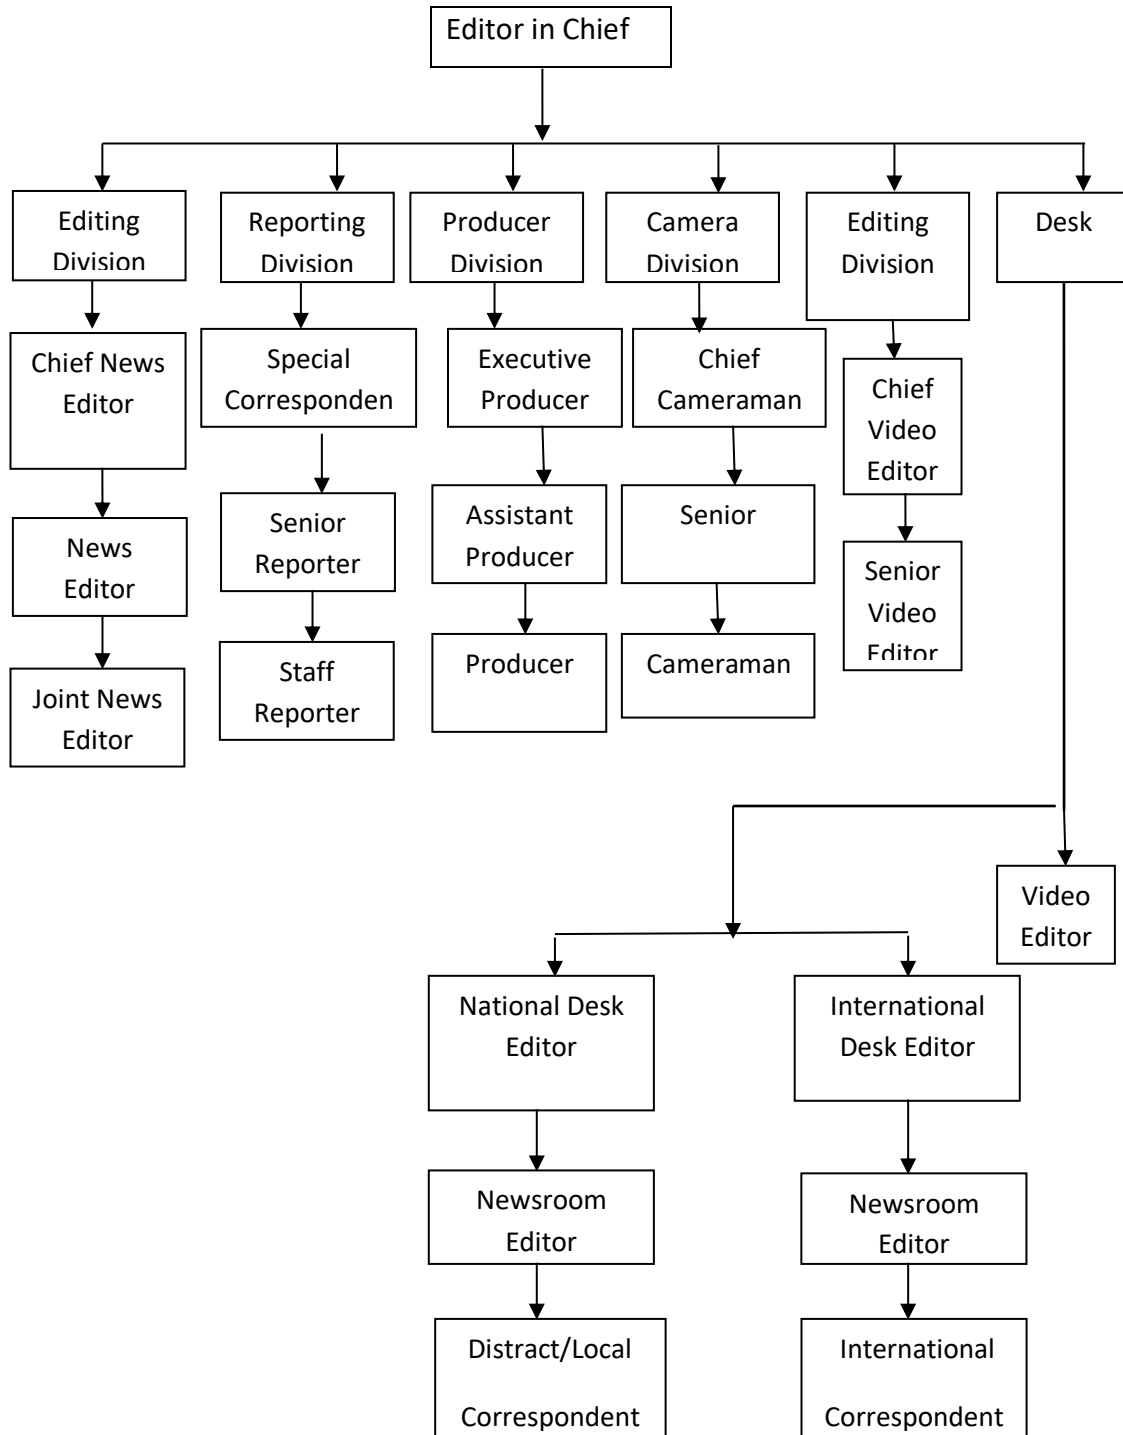 Editor in Chief
Editing
Division
Reporting
Division
Producer
Division
Camera
Division
Editing
Division
Desk
Chief News
Editor
Special
Corresponden
Executive
Producer
Chief
Cameraman
Chief
Video
Editor
News
Editor
Senior
Reporter
Assistant
Producer
Senior
Senior
Video
Editor
Joint News
Editor
Staff
Reporter
Producer
Cameraman
Video
Editor
National Desk
Editor
International
Desk Editor
Newsroom
Editor
Newsroom
Editor
Distract/Local
Correspondent
International
Correspondent